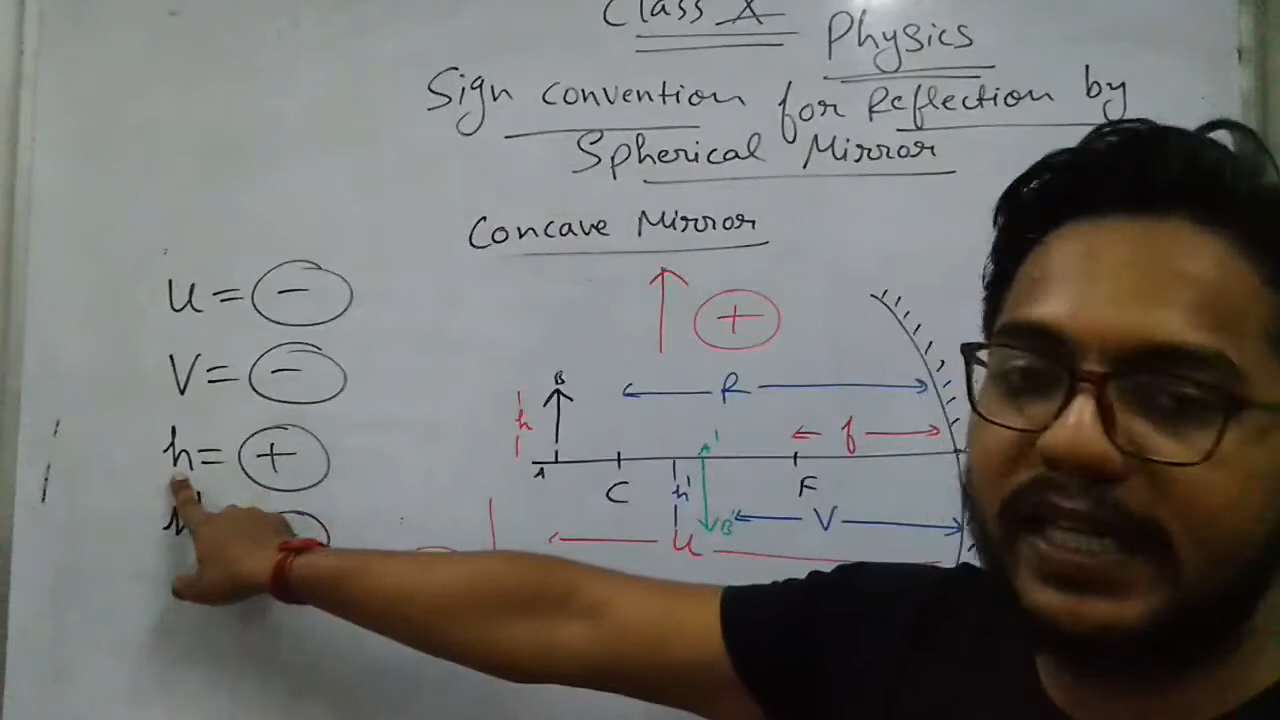 Class X
Physics
Sign convention for Reflection by
Spherical Mirror
Concave Mirror
u = -
V = -
h = +
+
R
B
h
f
A
C
A'
F
h'
B'
V
u